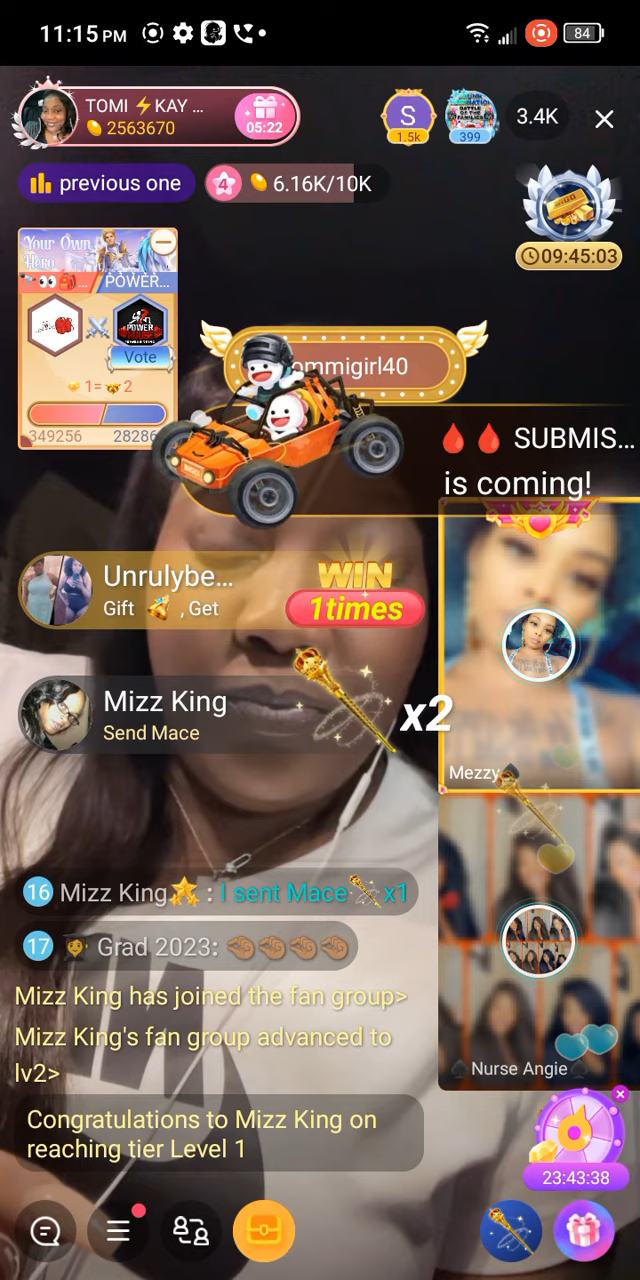 11:15 PM
84
TOMI ⚡KAY ...
2563670
05:22
S
1.5k
399
3.4K
previous one
4
6.16K/10K
09:45:03
Your Own
Hero
POWER...
POWER
Vote
1= 2
349256
28286
ommigirl40
🩸🩸 SUBMIS...
is coming!
Unrulybe...
Gift , Get
WIN
1times
Mizz King
Send Mace
x2
Mezzy
16 Mizz King⭐ : I sent Mace x1
17 👩🏾‍🎓 Grad 2023: 🤏🏾🤏🏾🤏🏾🤏🏾
Mizz King has joined the fan group>
Mizz King's fan group advanced to
lv2>
♠Nurse Angie♠
Congratulations to Mizz King on
reaching tier Level 1
23:43:38